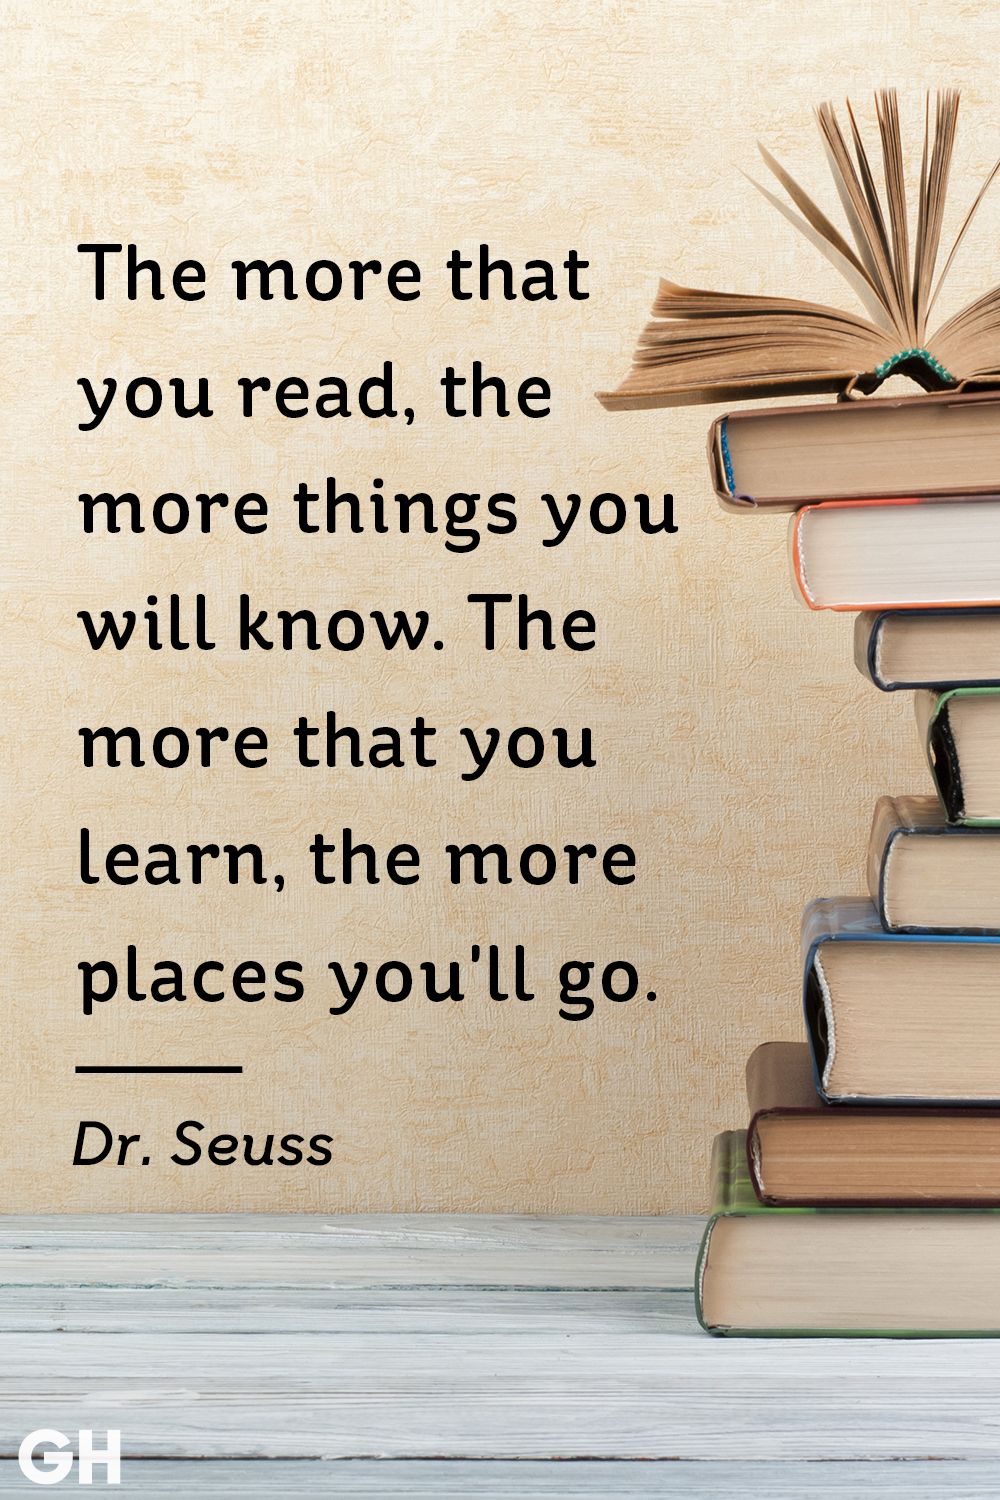 The more that
you read, the
more things you
will know. The
more that you
learn, the more
places you'll go.
Dr. Seuss
GH